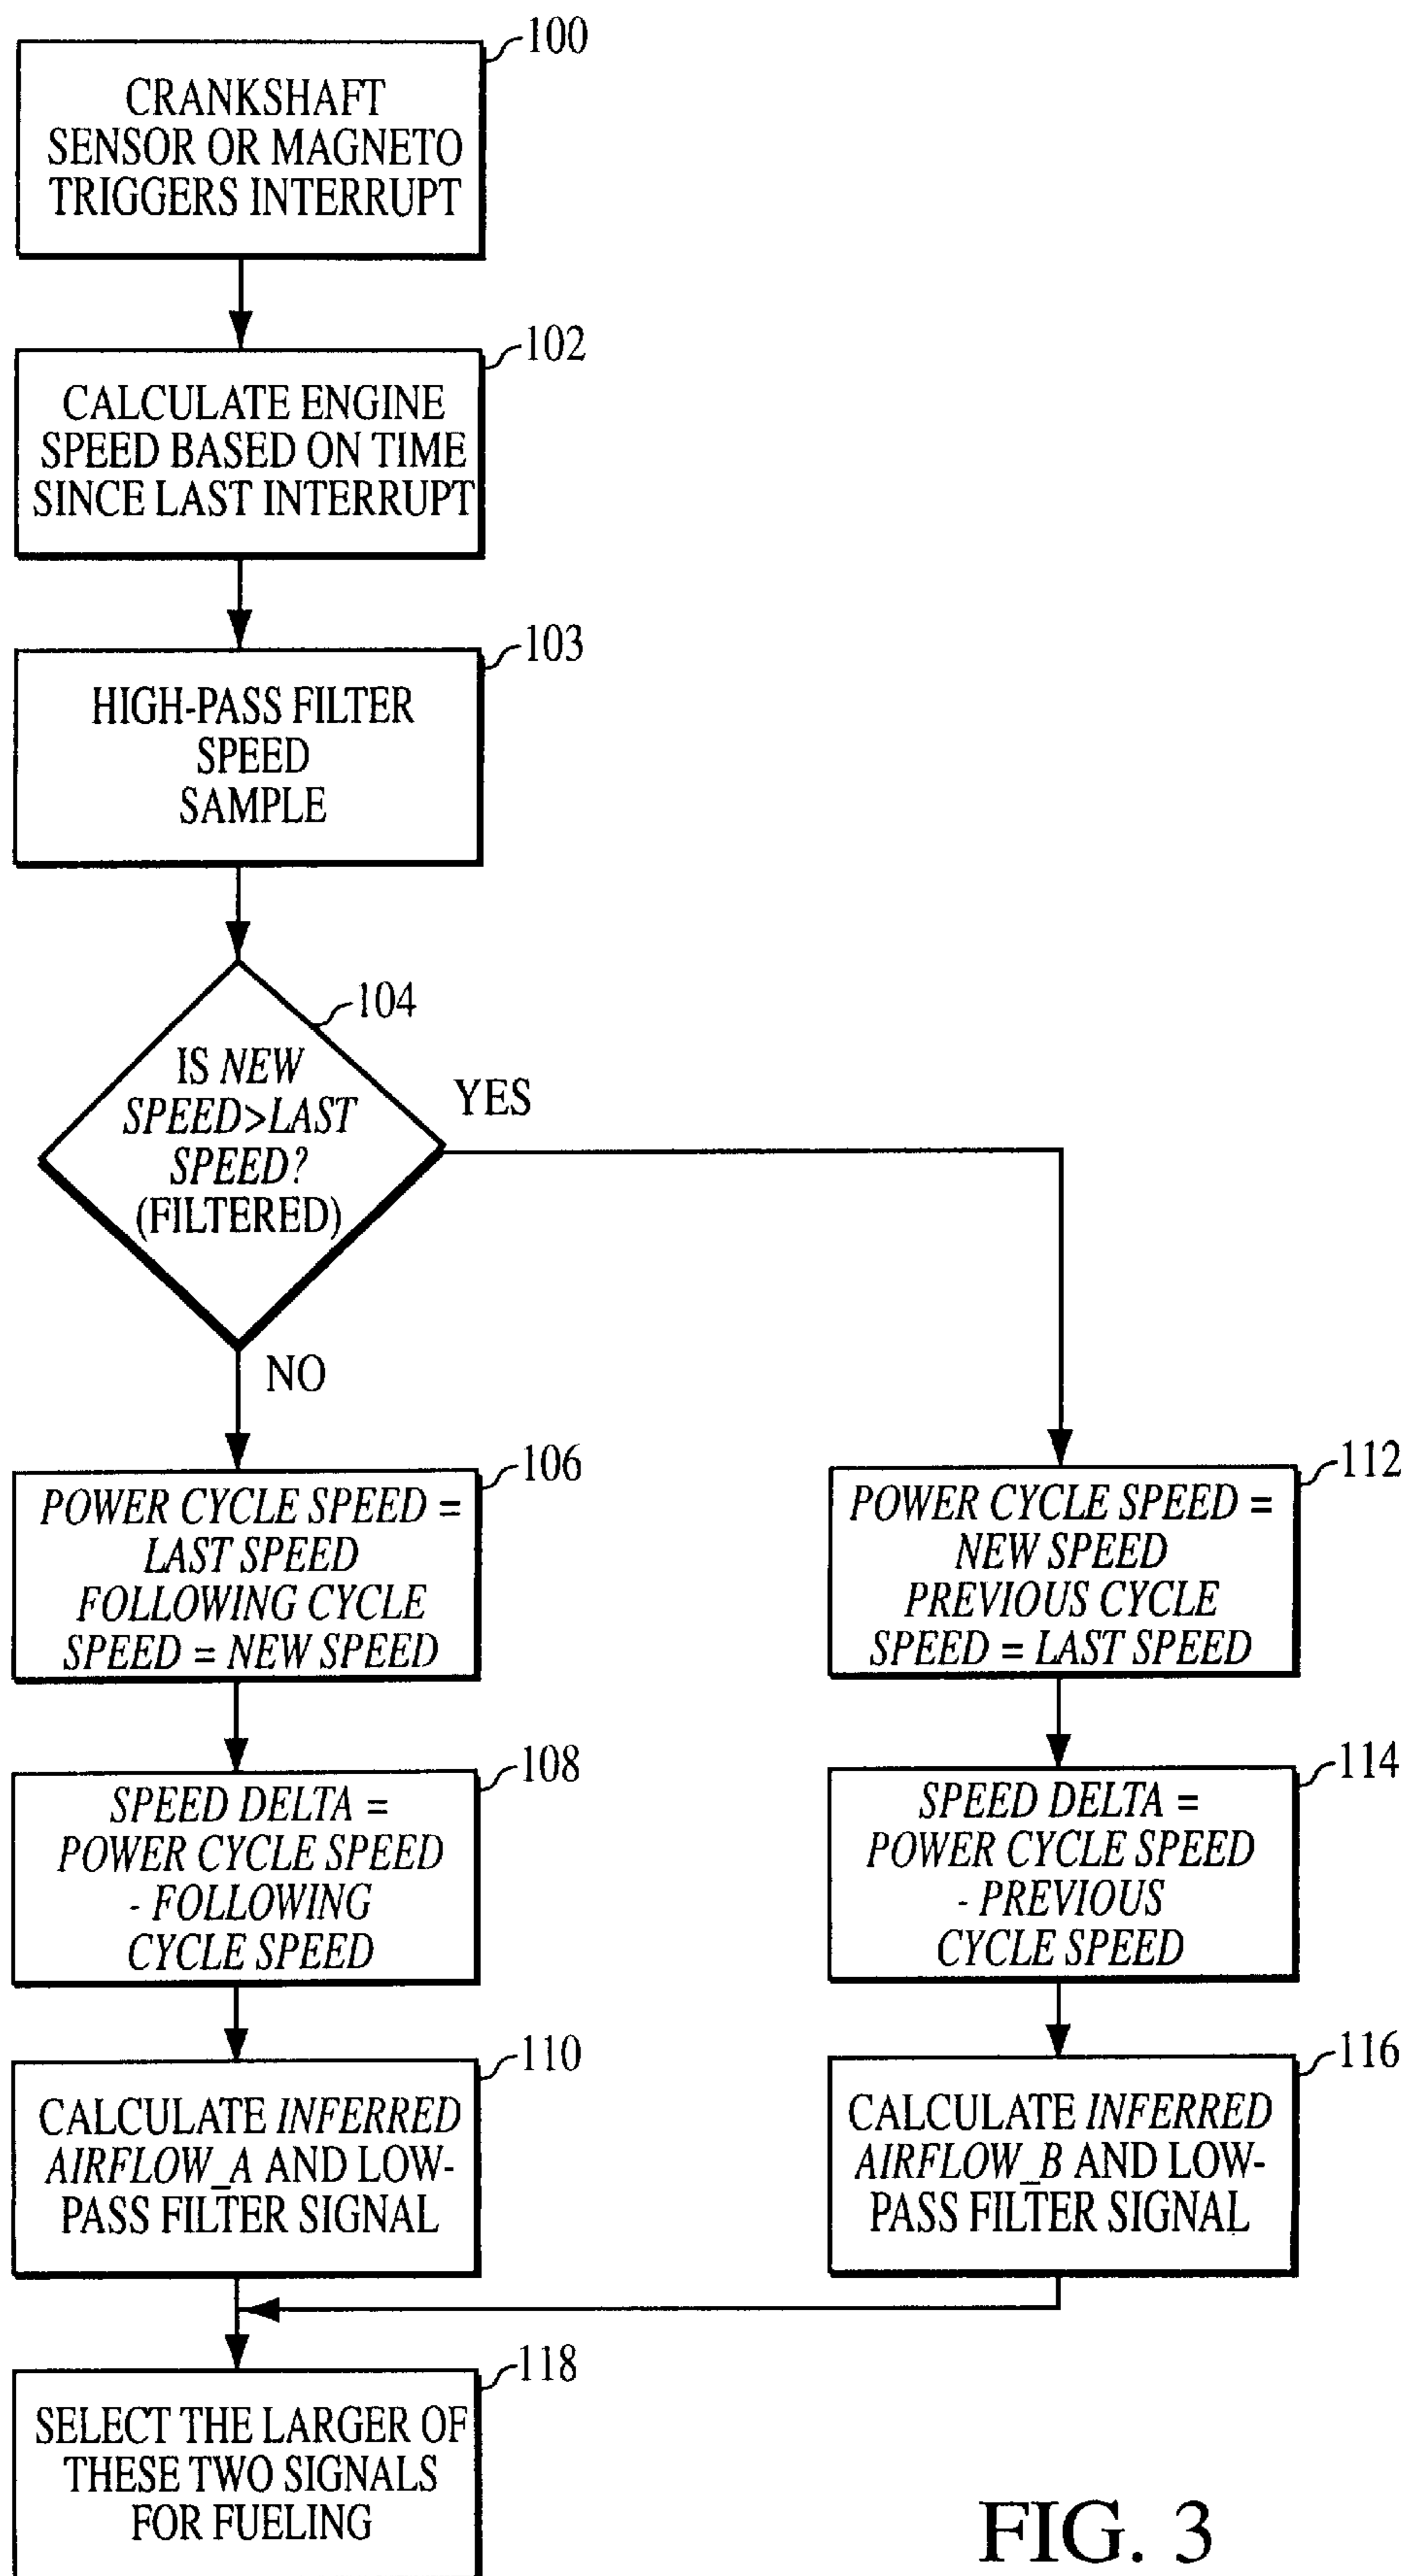 100
CRANKSHAFT
SENSOR OR MAGNETO
TRIGGERS INTERRUPT
102
CALCULATE ENGINE
SPEED BASED ON TIME
SINCE LAST INTERRUPT
103
HIGH-PASS FILTER
SPEED
SAMPLE
104
IS NEW
SPEED>LAST
SPEED?
(FILTERED)
YES
NO
106
POWER CYCLE SPEED =
LAST SPEED
FOLLOWING CYCLE
SPEED = NEW SPEED
112
POWER CYCLE SPEED =
NEW SPEED
PREVIOUS CYCLE
SPEED = LAST SPEED
108
SPEED DELTA =
POWER CYCLE SPEED
- FOLLOWING
CYCLE SPEED
114
SPEED DELTA =
POWER CYCLE SPEED
- PREVIOUS
CYCLE SPEED
110
CALCULATE INFERRED
AIRFLOW_A AND LOW-
PASS FILTER SIGNAL
116
CALCULATE INFERRED
AIRFLOW_B AND LOW-
PASS FILTER SIGNAL
118
SELECT THE LARGER OF
THESE TWO SIGNALS
FOR FUELING
FIG. 3